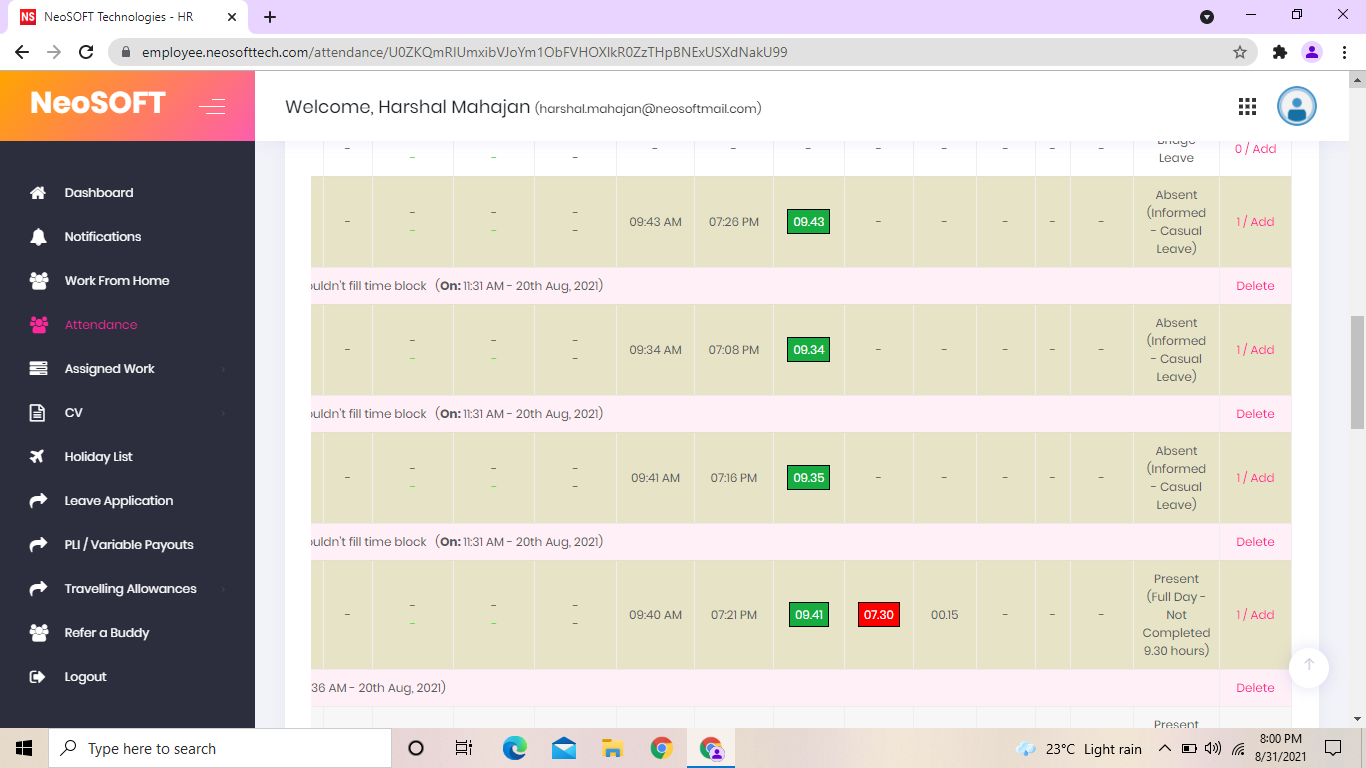 NS NeoSOFT Technologies - HR
employee.neosofttech.com/attendance/U0ZKQmRlUmxibVJoYm1ObFVHOXlkR0ZzTHpBNExUSXdNakU99
NeoSOFT
Welcome, Harshal Mahajan (harshal.mahajan@neosoftmail.com)
Dashboard
Notifications
Work From Home
Attendance
Assigned Work
CV
Holiday List
Leave Application
PLI / Variable Payouts
Travelling Allowances
Refer a Buddy
Logout
- - - - - - - - - - - - Bridge
Leave
0 / Add
- - - - - - - 09:43 AM 07:26 PM 09.43 - - - - - Absent
(Informed
- Casual
Leave)
1 / Add
ouldn't fill time block (On: 11:31 AM - 20th Aug, 2021) Delete
- - - - - - - 09:34 AM 07:08 PM 09.34 - - - - - Absent
(Informed
- Casual
Leave)
1 / Add
ouldn't fill time block (On: 11:31 AM - 20th Aug, 2021) Delete
- - - - - - - 09:41 AM 07:16 PM 09.35 - - - - - Absent
(Informed
- Casual
Leave)
1 / Add
ouldn't fill time block (On: 11:31 AM - 20th Aug, 2021) Delete
- - - - - - - 09:40 AM 07:21 PM 09.41 07.30 00.15 - - - Present
(Full Day -
Not
Completed
9.30 hours)
1 / Add
36 AM - 20th Aug, 2021) Delete
Present
Type here to search
23°C Light rain
8:00 PM
8/31/2021